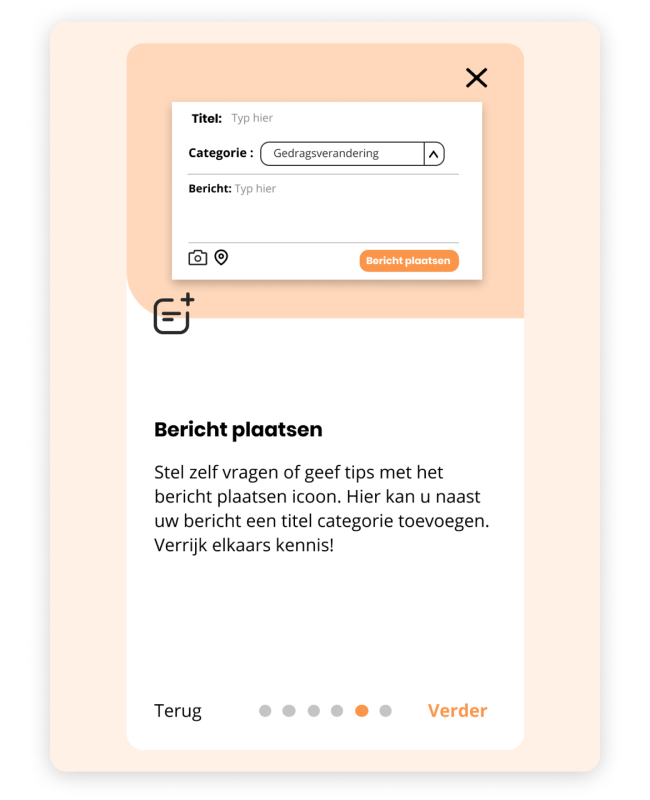 Titel: Typ hier
Categorie : Gedragsverandering
Bericht: Typ hier
Bericht plaatsen
Bericht plaatsen
Stel zelf vragen of geef tips met het
bericht plaatsen icoon. Hier kan u naast
uw bericht een titel categorie toevoegen.
Verrijk elkaars kennis!
Terug
Verder